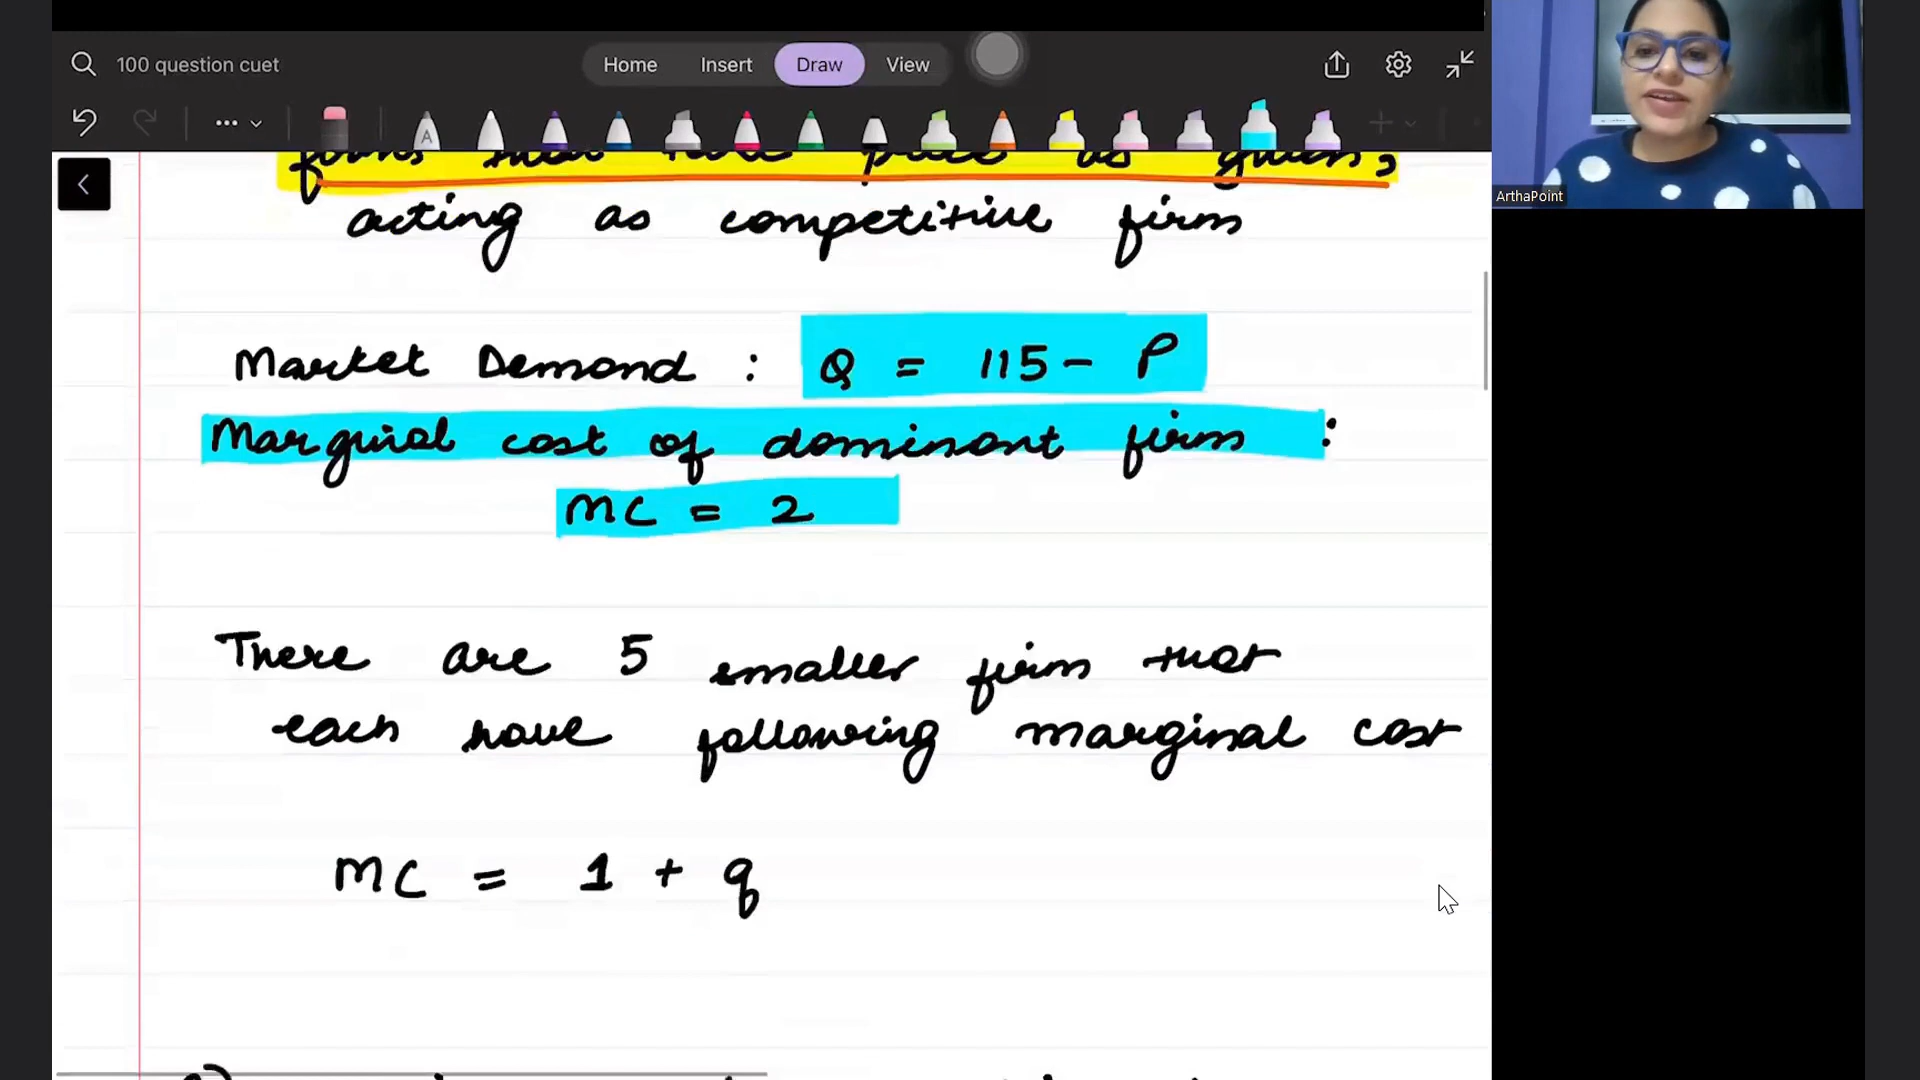 100 question cuet
Home Insert Draw View
ArthaPoint
acting as competitive firm
Market Demand : Q = 115 - P
Marginal cost of dominant firm :
MC = 2
There are 5 smaller firm that
each have following marginal cost
MC = 1 + q